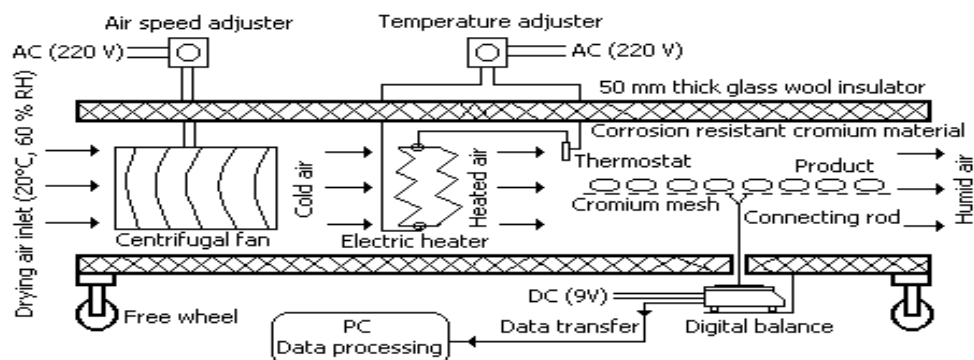 Air speed adjuster
Temperature adjuster
AC (220 V)
AC (220 V)
50 mm thick glass wool insulator
Corrosion resistant cromium material
Drying air inlet (20°C, 60 % RH)
Cold air
Heated air
Thermostat
Product
Humid air
Cromium mesh
Connecting rod
Centrifugal fan
Electric heater
Free wheel
DC (9V)
Data transfer
Digital balance
PC
Data processing